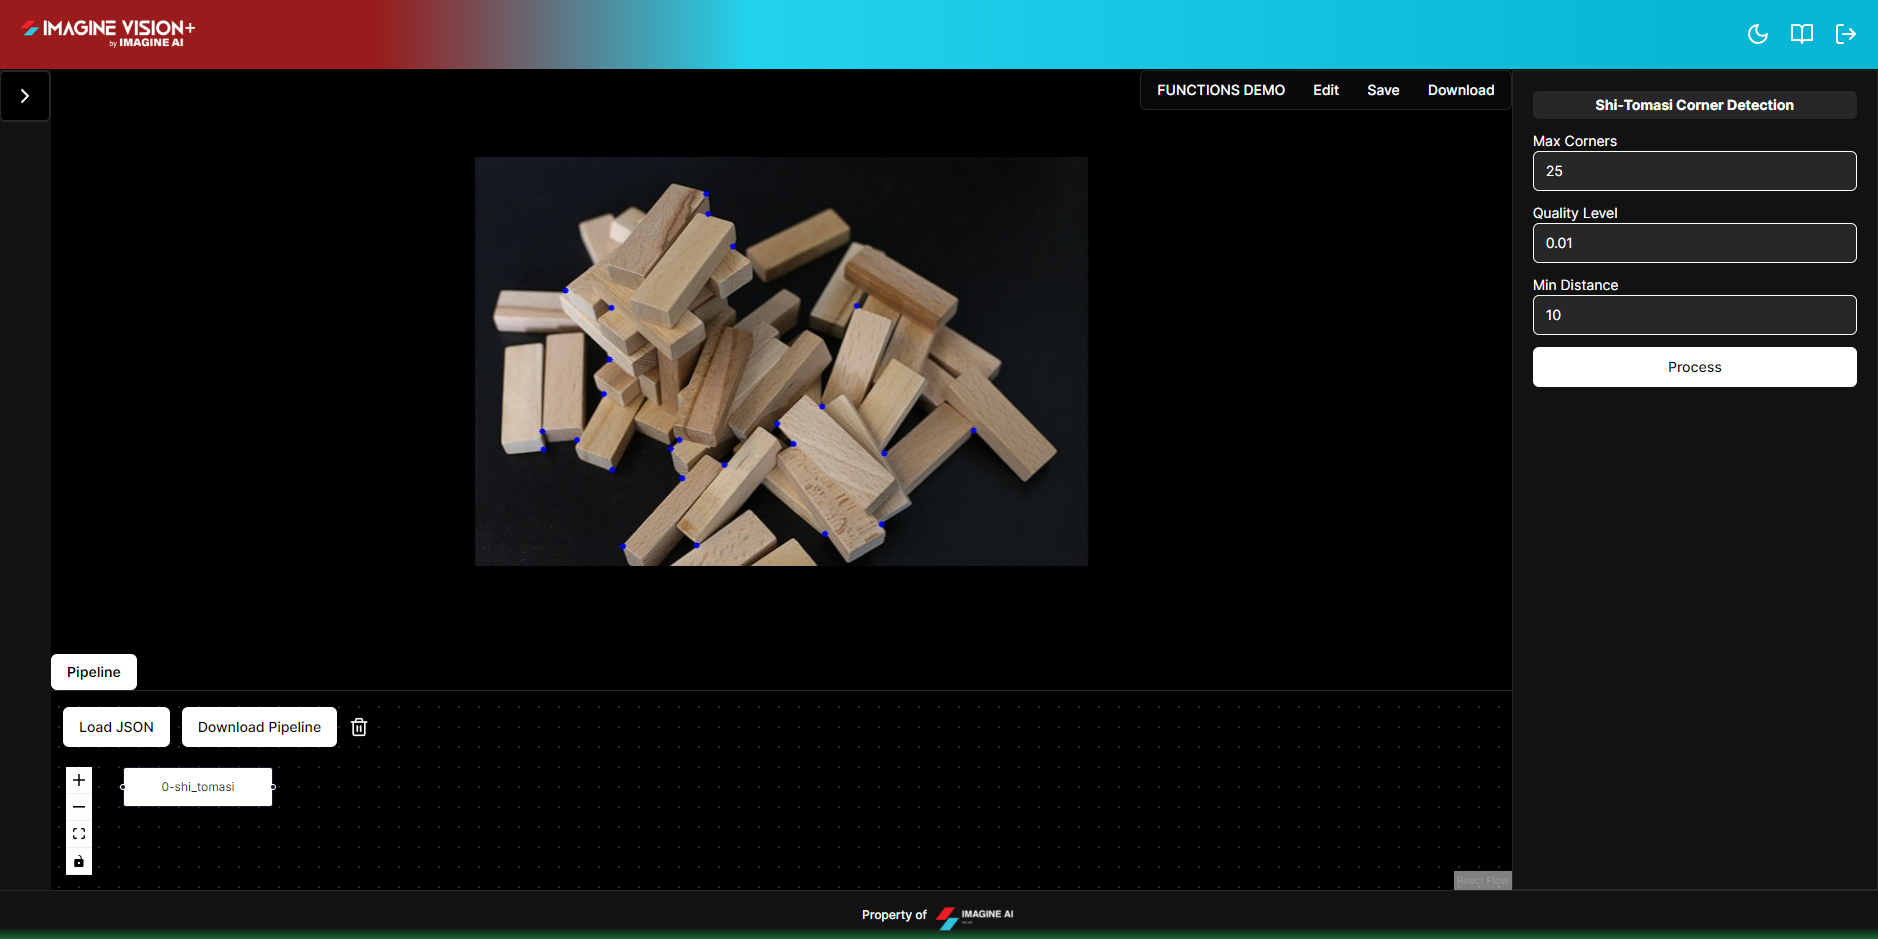 IMAGINE VISION+
by IMAGINE AI
FUNCTIONS DEMO Edit Save Download
Shi-Tomasi Corner Detection
Max Corners
25
Quality Level
0.01
Min Distance
10
Process
Pipeline
Load JSON Download Pipeline
0-shi_tomasi
React Flow
Property of IMAGINE AI